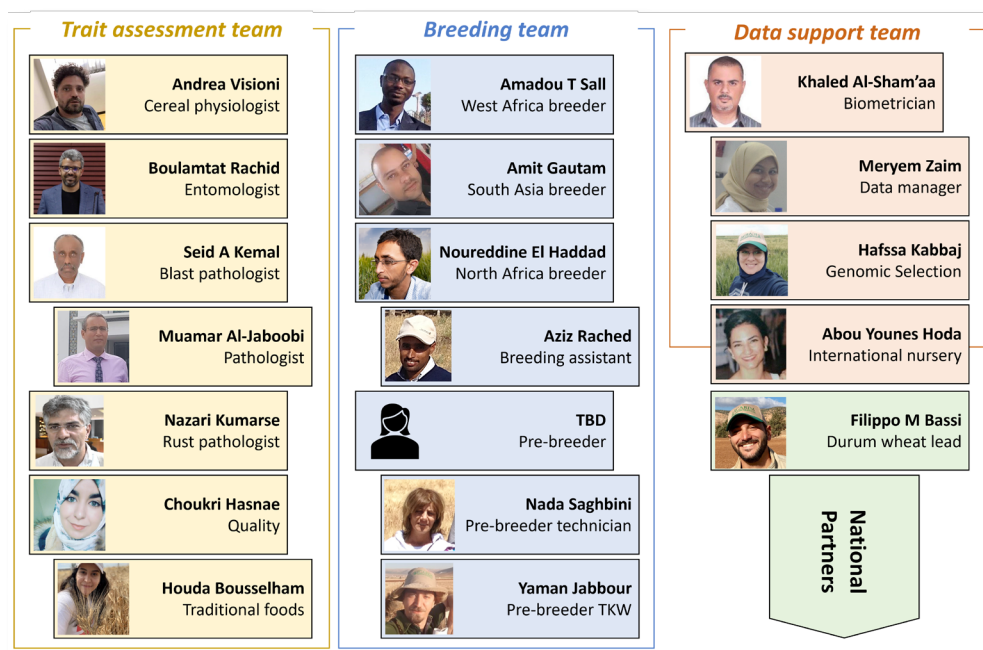 Trait assessment team
Andrea Visioni
Cereal physiologist
Boulamtat Rachid
Entomologist
Seid A Kemal
Blast pathologist
Muamar Al-Jaboobi
Pathologist
Nazari Kumarse
Rust pathologist
Choukri Hasnae
Quality
Houda Bousselham
Traditional foods
Breeding team
Amadou T Sall
West Africa breeder
Amit Gautam
South Asia breeder
Noureddine El Haddad
North Africa breeder
Aziz Rached
Breeding assistant
TBD
Pre-breeder
Nada Saghbini
Pre-breeder technician
Yaman Jabbour
Pre-breeder TKW
Data support team
Khaled Al-Sham’aa
Biometrician
Meryem Zaim
Data manager
Hafssa Kabbaj
Genomic Selection
Abou Younes Hoda
International nursery
Filippo M Bassi
Durum wheat lead
National
Partners